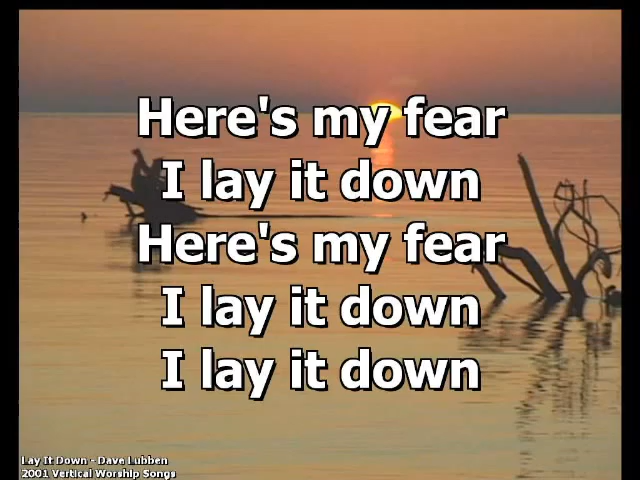 Here's my fear
I lay it down
Here's my fear
I lay it down
I lay it down
Lay It Down - Dave Lubben
2001 Vertical Worship Songs